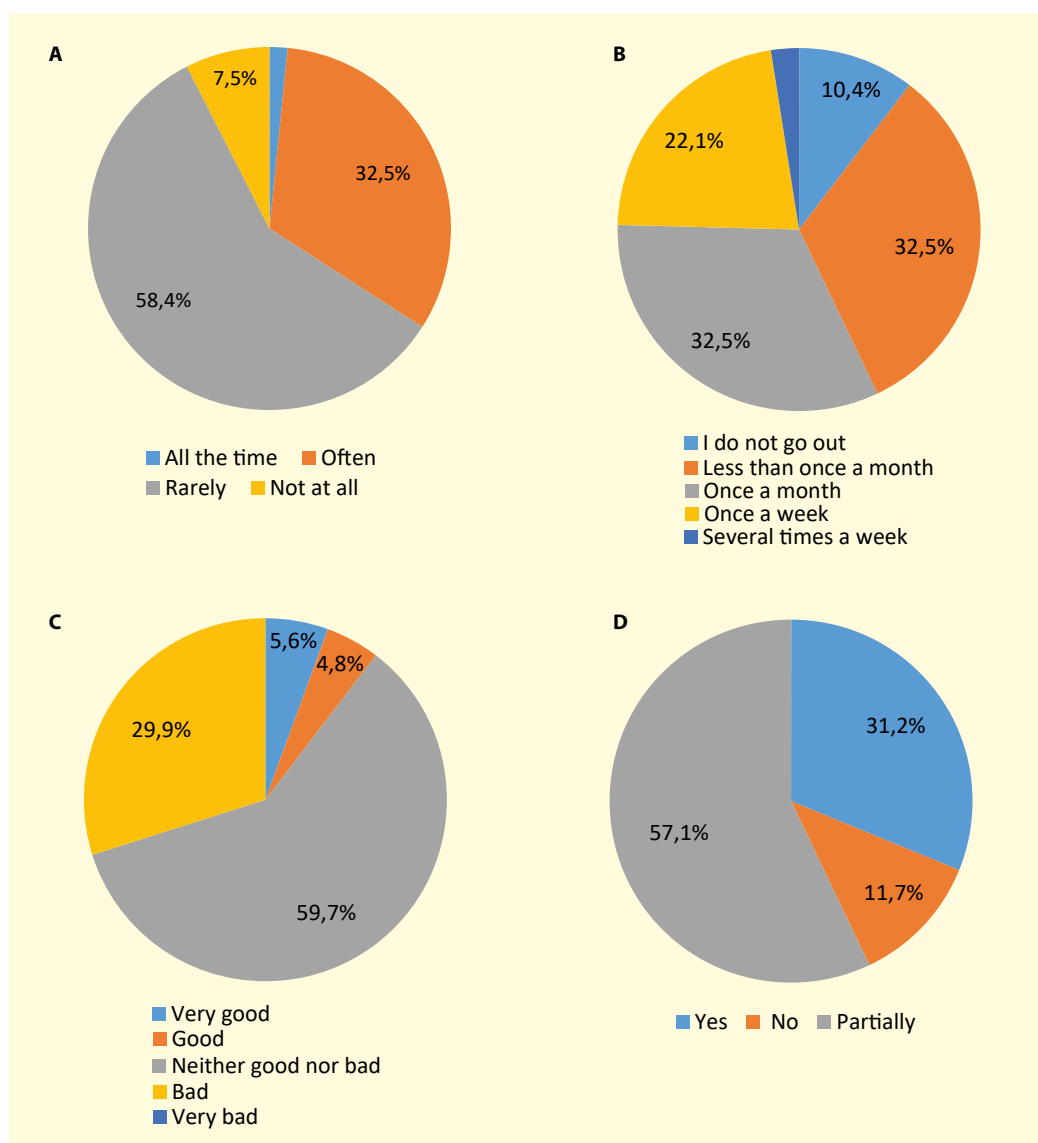 A
7,5%
32,5%
58,4%
All the time Often
Rarely Not at all
B
10,4%
22,1%
32,5%
32,5%
I do not go out
Less than once a month
Once a month
Once a week
Several times a week
C
5,6%
4,8%
29,9%
59,7%
Very good
Good
Neither good nor bad
Bad
Very bad
D
31,2%
57,1%
11,7%
Yes No Partially